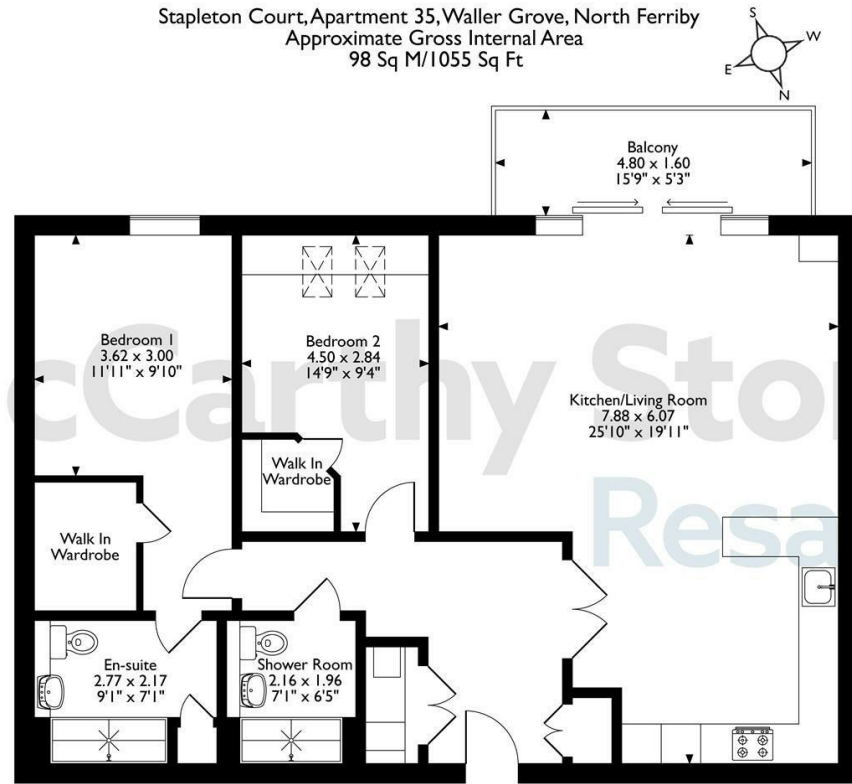 Stapleton Court, Apartment 35, Waller Grove, North Ferriby
Approximate Gross Internal Area
98 Sq M/1055 Sq Ft
S
W
E
N
Balcony
4.80 x 1.60
15'9" x 5'3"
Bedroom 1
3.62 x 3.00
11'11" x 9'10"
Bedroom 2
4.50 x 2.84
14'9" x 9'4"
Kitchen/Living Room
7.88 x 6.07
25'10" x 19'11"
cCarthy Sto
Resa
Walk In
Wardrobe
Walk In
Wardrobe
En-suite
2.77 x 2.17
9'1" x 7'1"
Shower Room
2.16 x 1.96
7'1" x 6'5"